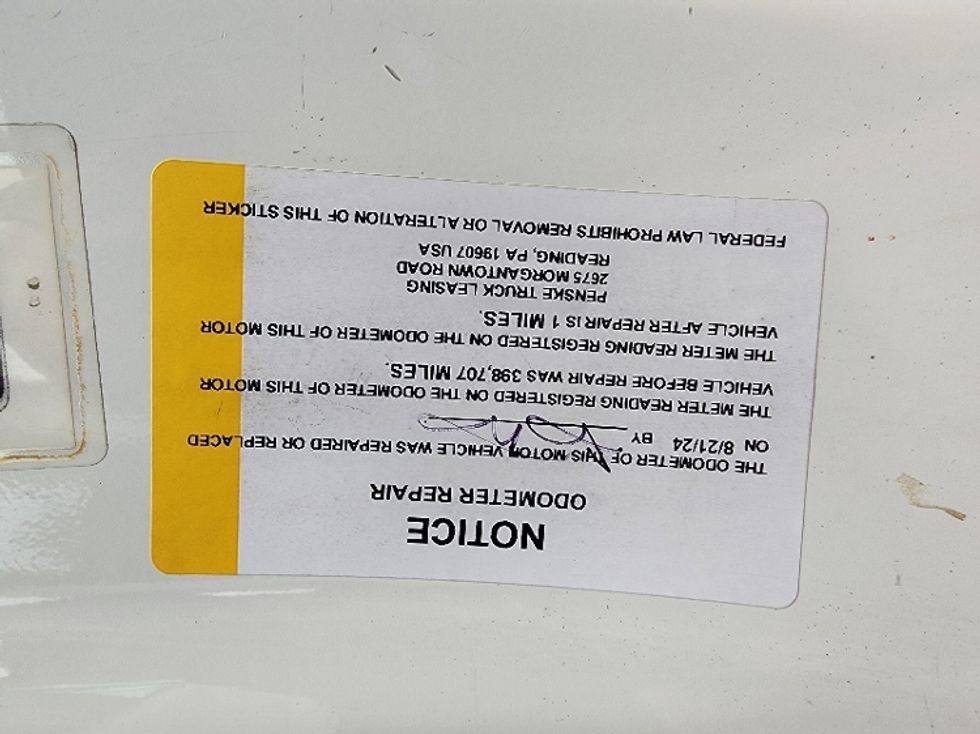 NOTICE
ODOMETER REPAIR
THE ODOMETER OF THIS MOTOR VEHICLE WAS REPAIRED OR REPLACED
ON 8/21/24 BY
THE METER READING REGISTERED ON THE ODOMETER OF THIS MOTOR
VEHICLE BEFORE REPAIR WAS 398,707 MILES.
THE METER READING REGISTERED ON THE ODOMETER OF THIS MOTOR
VEHICLE AFTER REPAIR IS 1 MILES.
PENSKE TRUCK LEASING
2675 MORGANTOWN ROAD
READING, PA 19607 USA
FEDERAL LAW PROHIBITS REMOVAL OR ALTERATION OF THIS STICKER